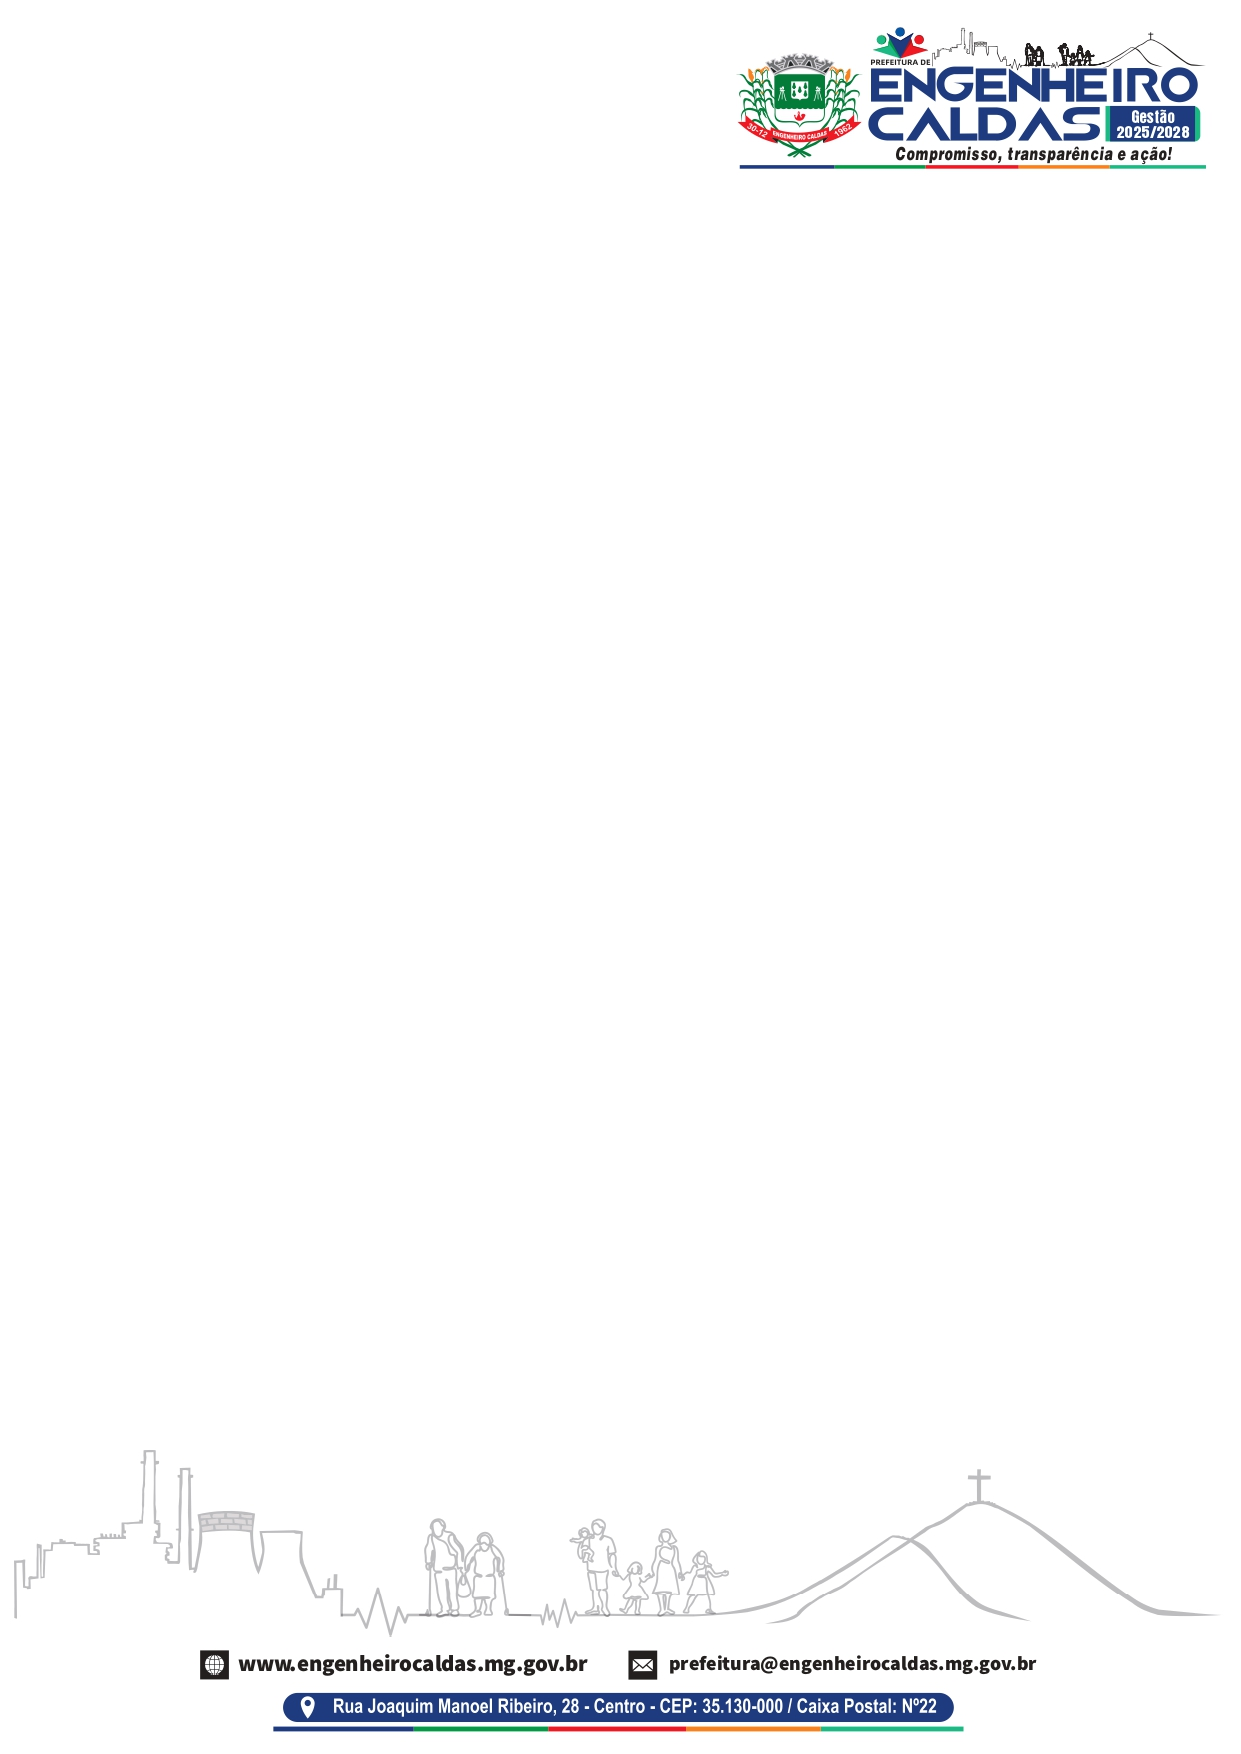 PREFEITURA DE
ENGENHEIRO
CALDAS
Gestão
2025/2028
30-12 ENGENHEIRO CALDAS 1962
Compromisso, transparência e ação!
www.engenheirocaldas.mg.gov.br prefeitura@engenheirocaldas.mg.gov.br
Rua Joaquim Manoel Ribeiro, 28 - Centro - CEP: 35.130-000 / Caixa Postal: Nº22